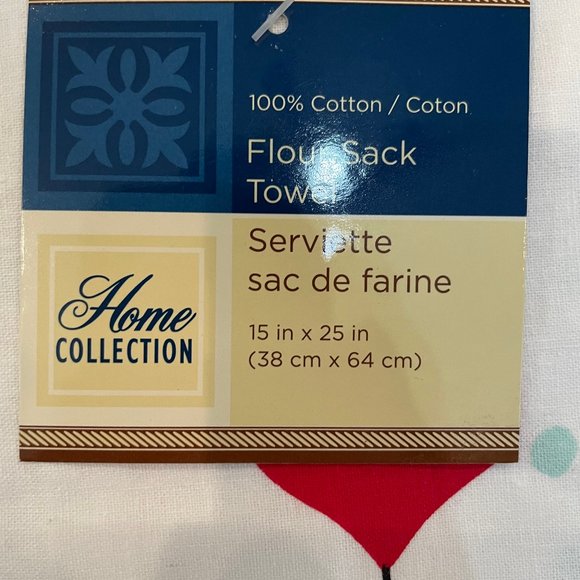 100% Cotton / Coton
Flour Sack
Towel
Serviette
sac de farine
15 in x 25 in
(38 cm x 64 cm)
Home
COLLECTION